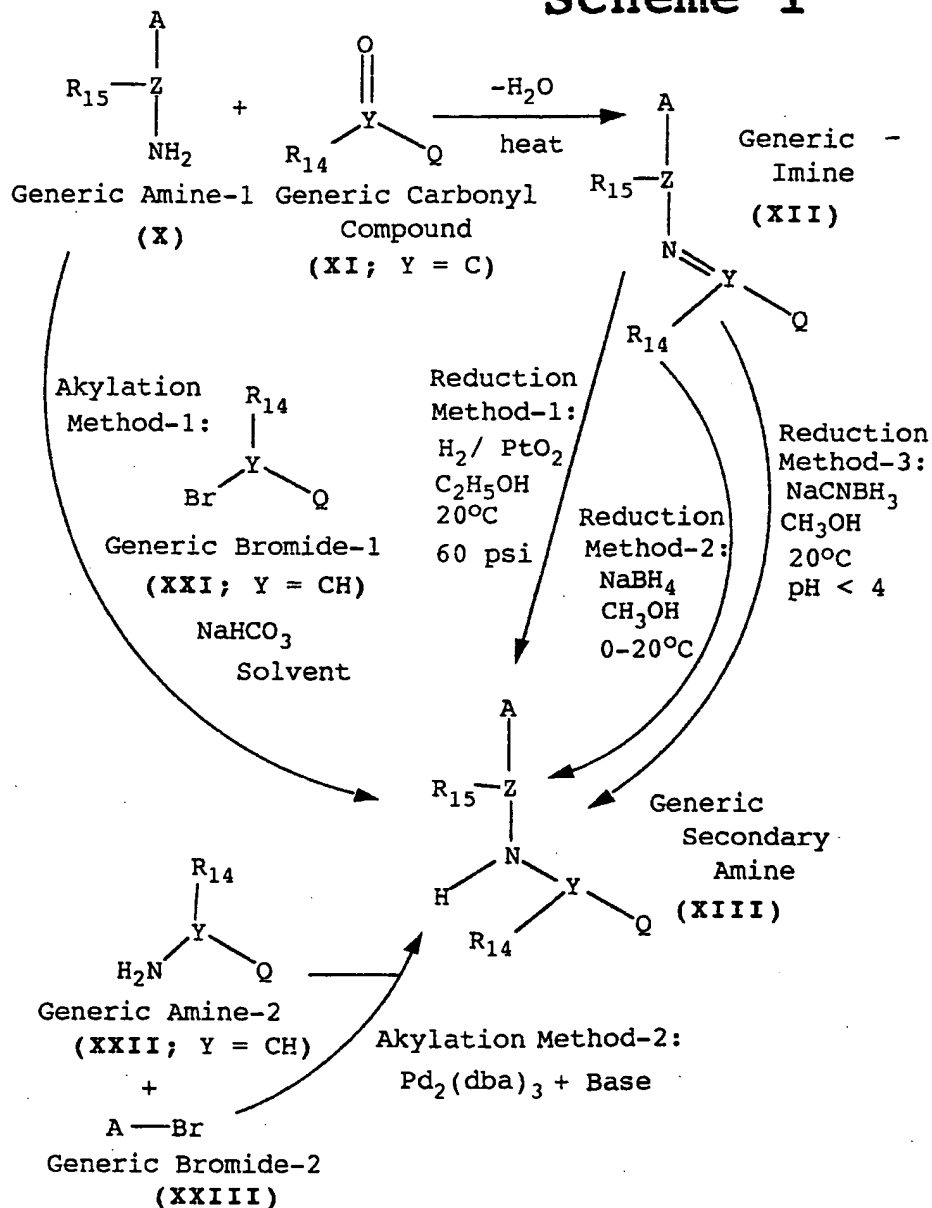 Scheme 1
A
R15—Z
NH2
+
O
Y
R14
Q
-H2O
heat
Generic Amine-1
(X)
Generic Carbonyl
Compound
(XI; Y = C)
A
R15—Z
N
Y
R14
Q
Generic -
Imine
(XII)
Akylation
Method-1:
R14
Y
Br
Q
Generic Bromide-1
(XXI; Y = CH)
NaHCO3
Solvent
Reduction
Method-1:
H2/ PtO2
C2H5OH
20°C
60 psi
Reduction
Method-2:
NaBH4
CH3OH
0-20°C
Reduction
Method-3:
NaCNBH3
CH3OH
20°C
pH < 4
A
R15—Z
N
H
Y
R14
Q
Generic
Secondary
Amine
(XIII)
R14
Y
H2N
Q
Generic Amine-2
(XXII; Y = CH)
+
A—Br
Generic Bromide-2
(XXIII)
Akylation Method-2:
Pd2(dba)3 + Base